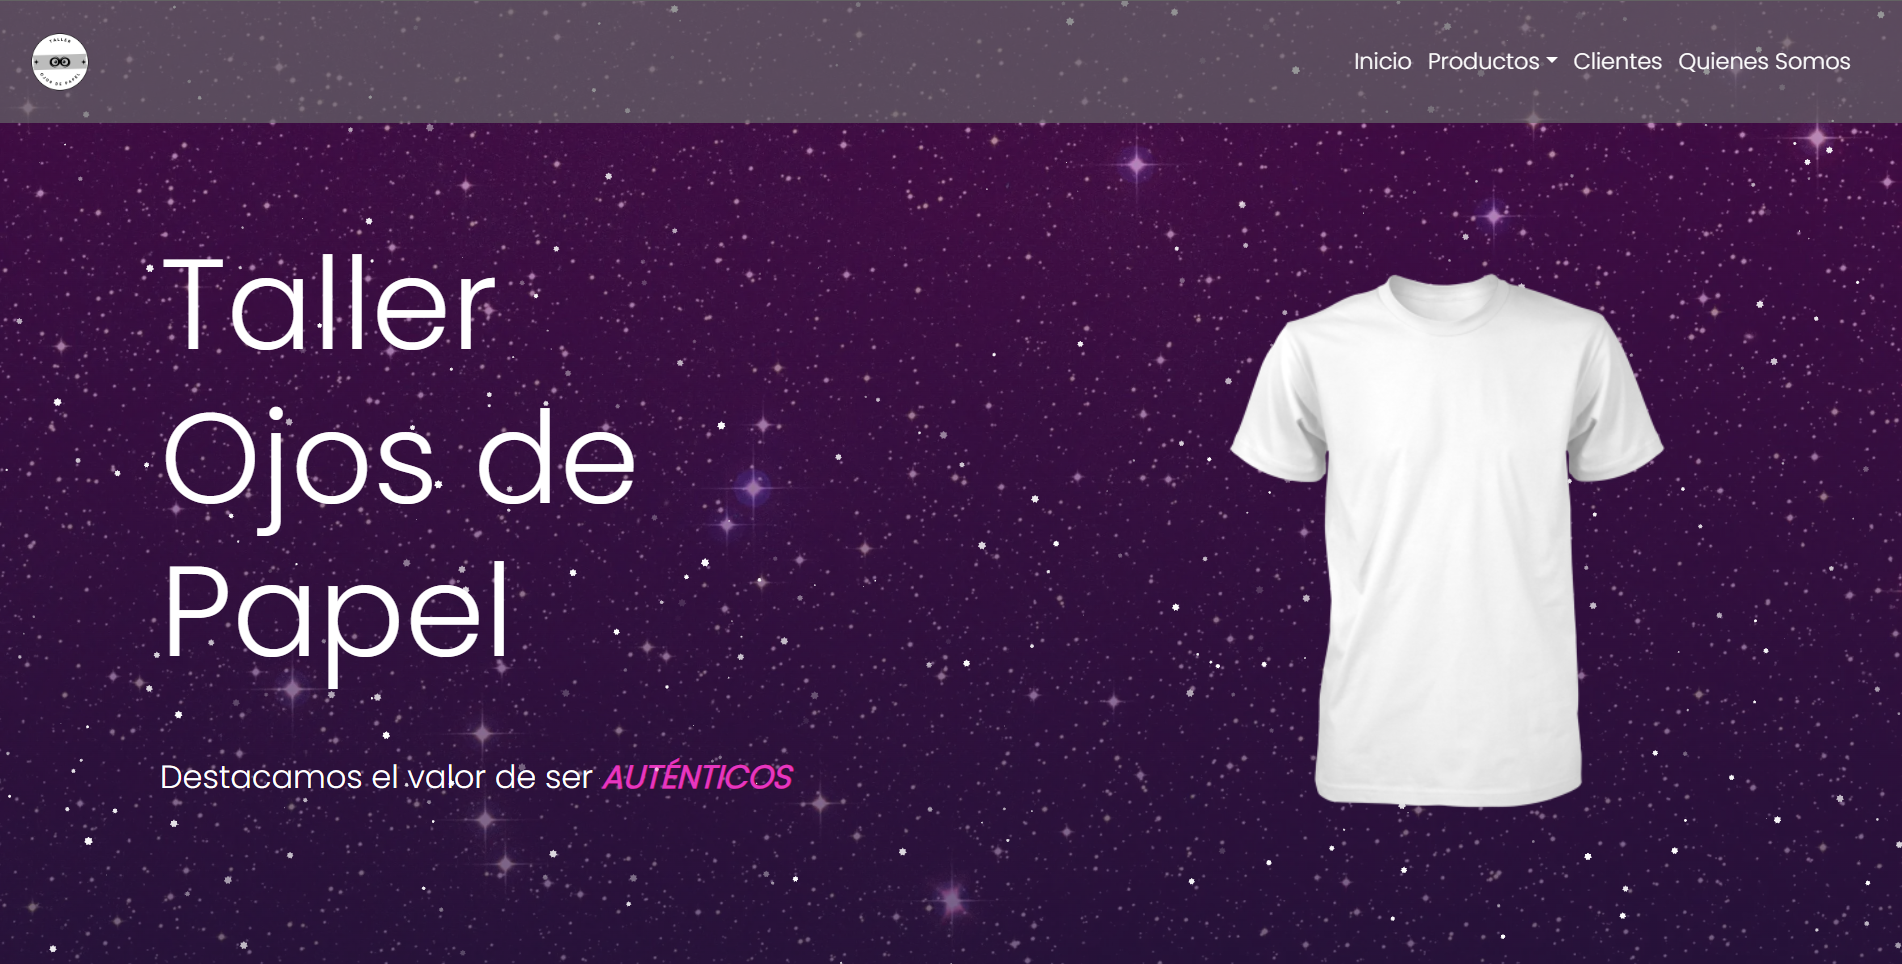 TALLER
OJOS DE PAPEL
Inicio Productos Clientes Quienes Somos
Taller
Ojos de
Papel
Destacamos el valor de ser AUTÉNTICOS